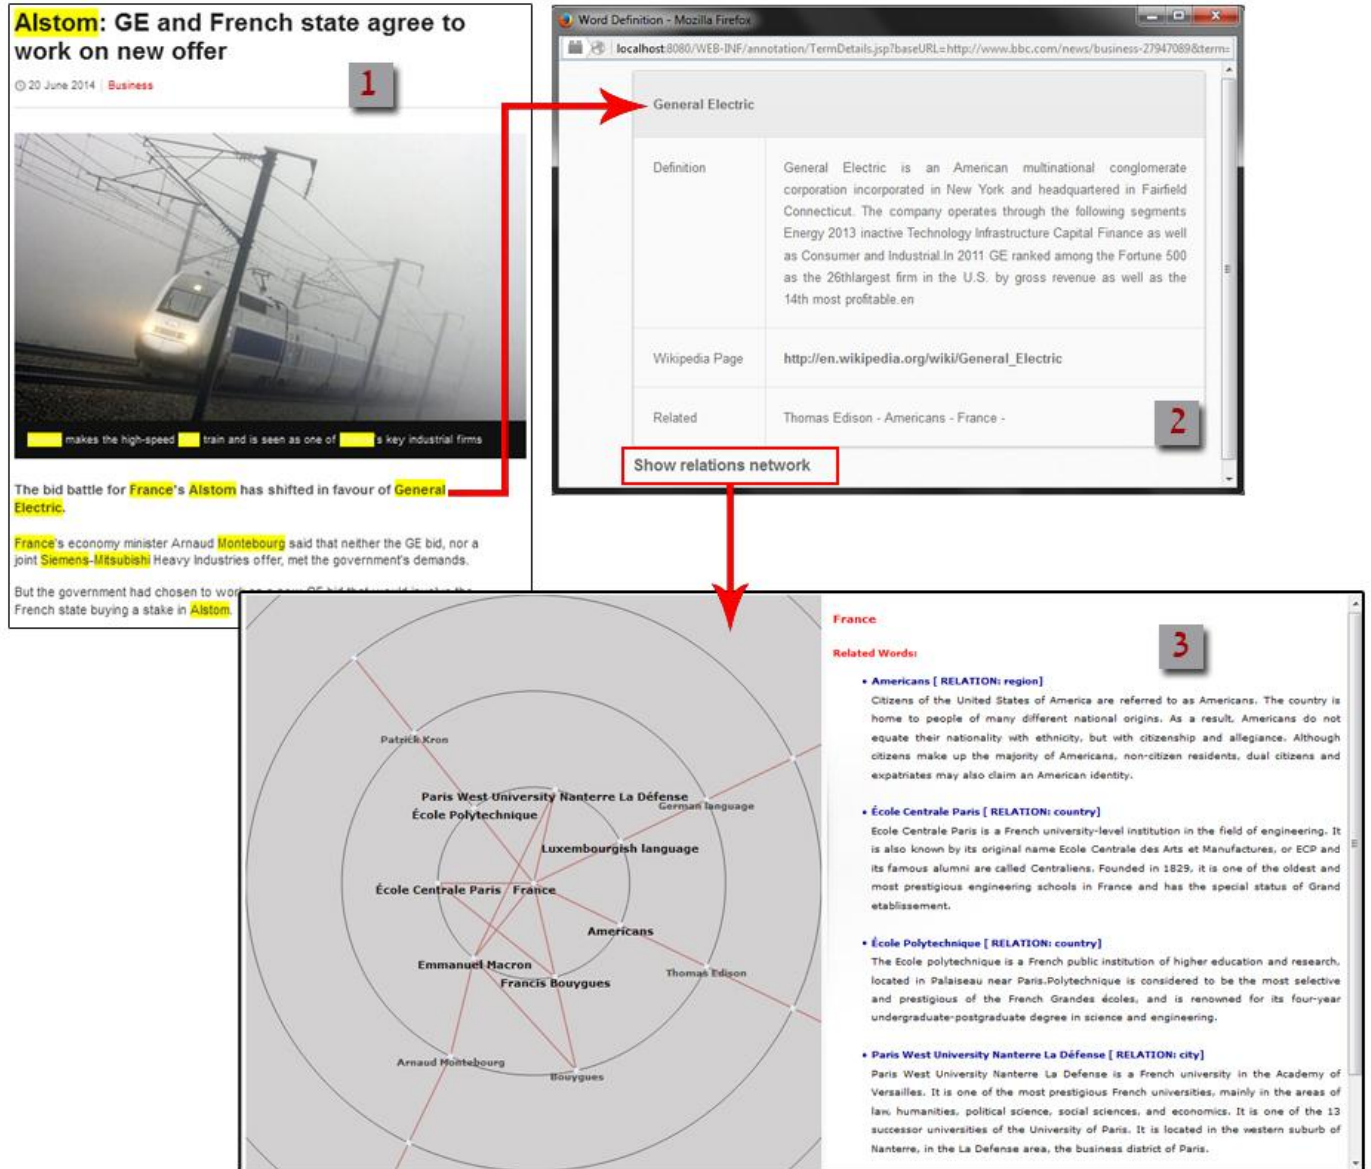 Alstom: GE and French state agree to
work on new offer
20 June 2014 | Business
1
makes the high-speed train and is seen as one of 's key industrial firms
The bid battle for France's Alstom has shifted in favour of General
Electric.
France's economy minister Arnaud Montebourg said that neither the GE bid, nor a
joint Siemens-Mitsubishi Heavy Industries offer, met the government's demands.
But the government had chosen to work
French state buying a stake in Alstom.
Word Definition - Mozilla Firefox
localhost:8080/WEB-INF/annotation/TermDetails.jsp?baseURL=http://www.bbc.com/news/business-27947089&term=
General Electric
Definition
General Electric is an American multinational conglomerate
corporation incorporated in New York and headquartered in Fairfield
Connecticut. The company operates through the following segments
Energy 2013 inactive Technology Infrastructure Capital Finance as well
as Consumer and Industrial.In 2011 GE ranked among the Fortune 500
as the 26thlargest firm in the U.S. by gross revenue as well as the
14th most profitable.en
Wikipedia Page
http://en.wikipedia.org/wiki/General_Electric
Related
Thomas Edison - Americans - France -
2
Show relations network
Patrick Kron
Paris West University Nanterre La Défense
German language
École Polytechnique
Luxembourgish language
École Centrale Paris
France
Americans
Emmanuel Macron
Thomas Edison
Francis Bouygues
Arnaud Montebourg
Bouygues
France
3
Related Words:
• Americans [ RELATION: region]
Citizens of the United States of America are referred to as Americans. The country is
home to people of many different national origins. As a result, Americans do not
equate their nationality with ethnicity, but with citizenship and allegiance. Although
citizens make up the majority of Americans, non-citizen residents, dual citizens and
expatriates may also claim an American identity.
• École Centrale Paris [ RELATION: country]
Ecole Centrale Paris is a French university-level institution in the field of engineering. It
is also known by its original name Ecole Centrale des Arts et Manufactures, or ECP and
its famous alumni are called Centraliens. Founded in 1829, it is one of the oldest and
most prestigious engineering schools in France and has the special status of Grand
etablissement.
• École Polytechnique [ RELATION: country]
The Ecole polytechnique is a French public institution of higher education and research,
located in Palaiseau near Paris.Polytechnique is considered to be the most selective
and prestigious of the French Grandes écoles, and is renowned for its four-year
undergraduate-postgraduate degree in science and engineering.
• Paris West University Nanterre La Défense [ RELATION: city]
Paris West University Nanterre La Defense is a French university in the Academy of
Versailles. It is one of the most prestigious French universities, mainly in the areas of
law, humanities, political science, social sciences, and economics. It is one of the 13
successor universities of the University of Paris. It is located in the western suburb of
Nanterre, in the La Defense area, the business district of Paris.